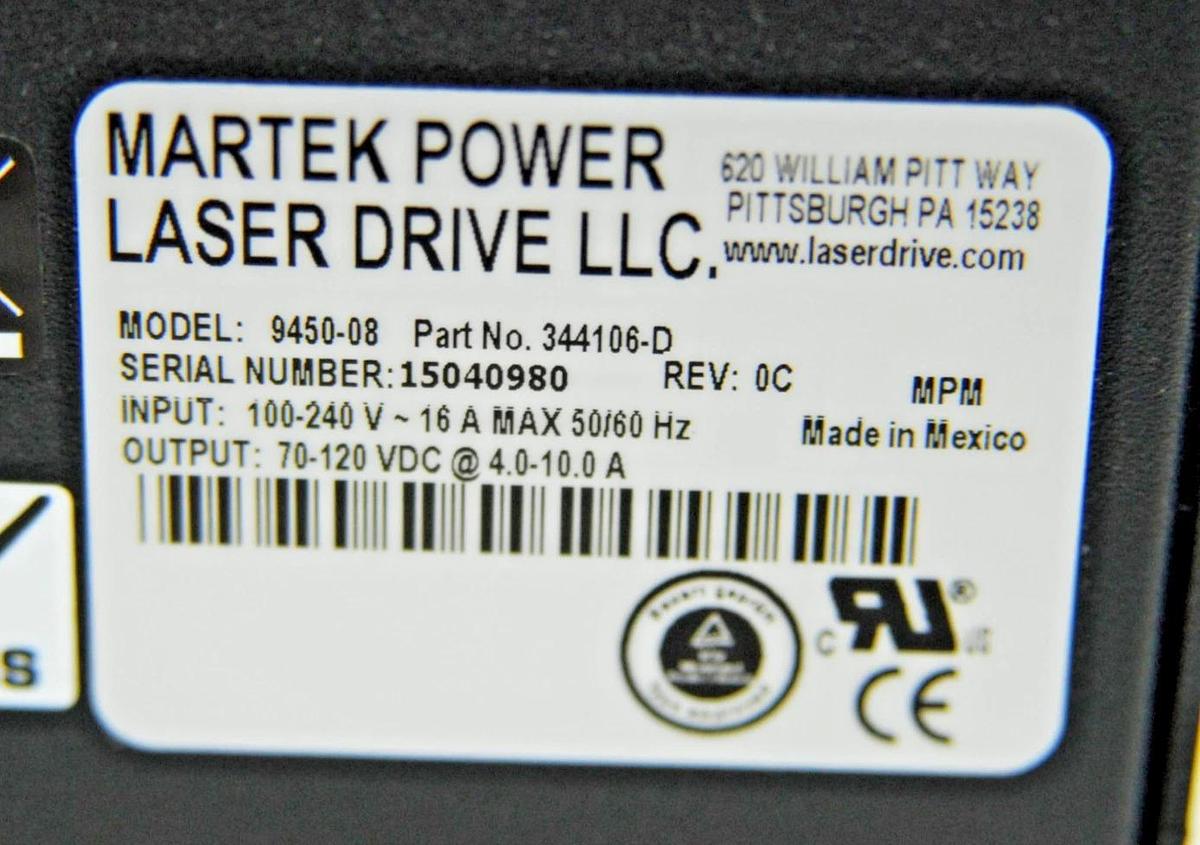 MARTEK POWER
LASER DRIVE LLC.
620 WILLIAM PITT WAY
PITTSBURGH PA 15238
www.laserdrive.com
MODEL: 9450-08 Part No. 344106-D
SERIAL NUMBER:15040980 REV: 0C
MPM
INPUT: 100-240 V ~ 16 A MAX 50/60 Hz
Made in Mexico
OUTPUT: 70-120 VDC @ 4.0-10.0 A
C RU ® US
CE
S